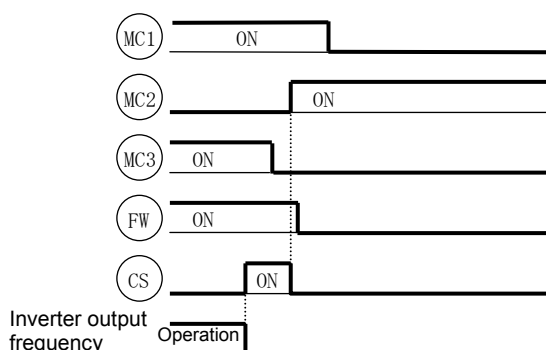 MC1 ON
MC2 ON
MC3 ON
FW ON
CS ON
Inverter output
frequency Operation